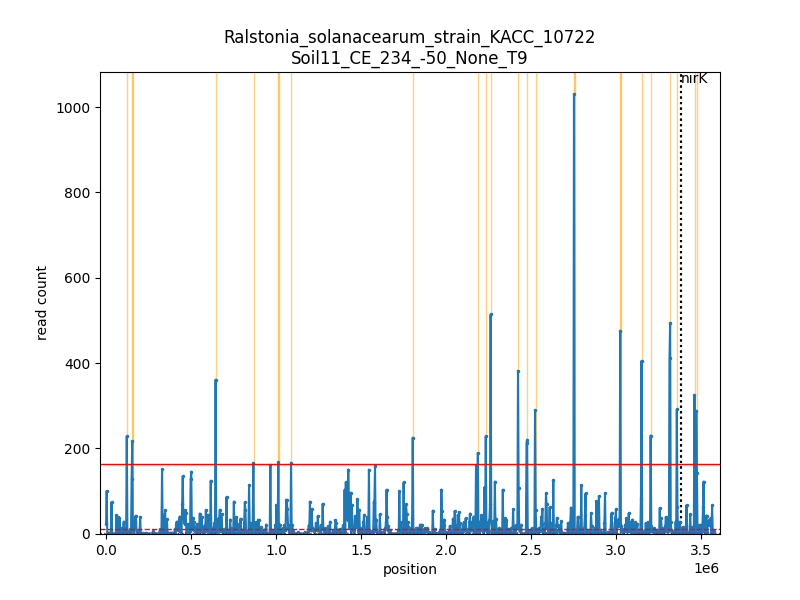 Ralstonia_solanacearum_strain_KACC_10722
Soil11_CE_234_-50_None_T9
nirK
1000
800
600
400
200
0
read count
0.0 0.5 1.0 1.5 2.0 2.5 3.0 3.5
1e6
position